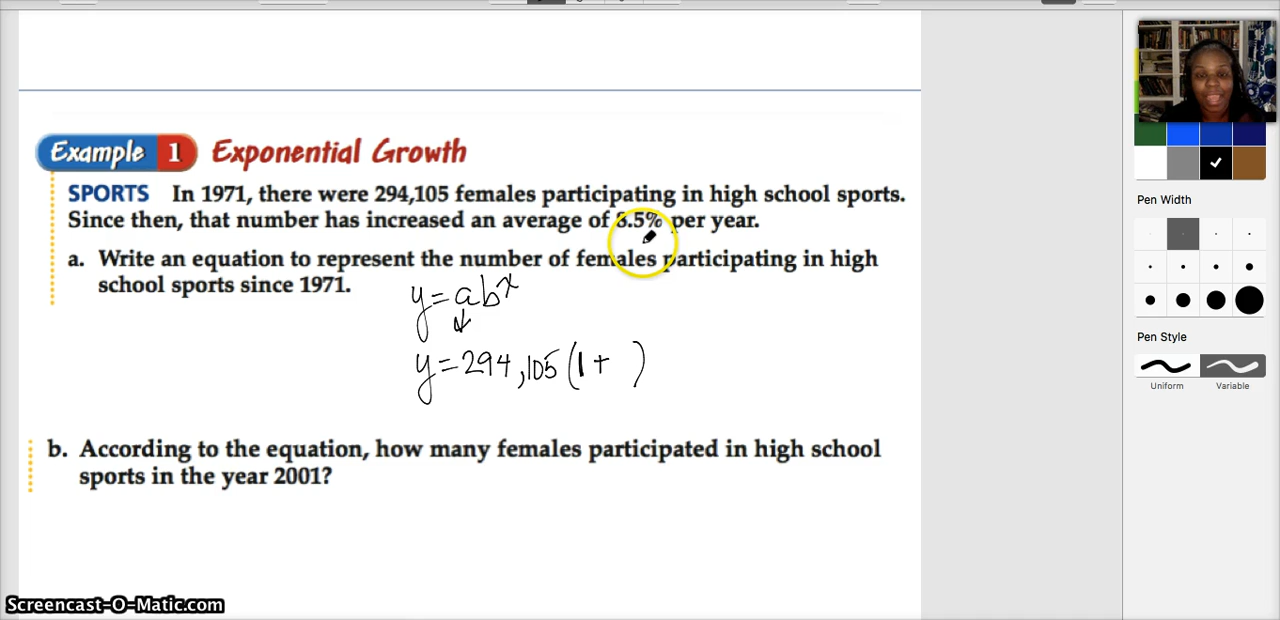 Example 1 Exponential Growth
SPORTS In 1971, there were 294,105 females participating in high school sports.
Since then, that number has increased an average of 8.5% per year.
a. Write an equation to represent the number of females participating in high
school sports since 1971.
y = ab^x
y = 294,105 (1 + )
b. According to the equation, how many females participated in high school
sports in the year 2001?
Pen Width
Pen Style
Uniform Variable
Screencast-O-Matic.com